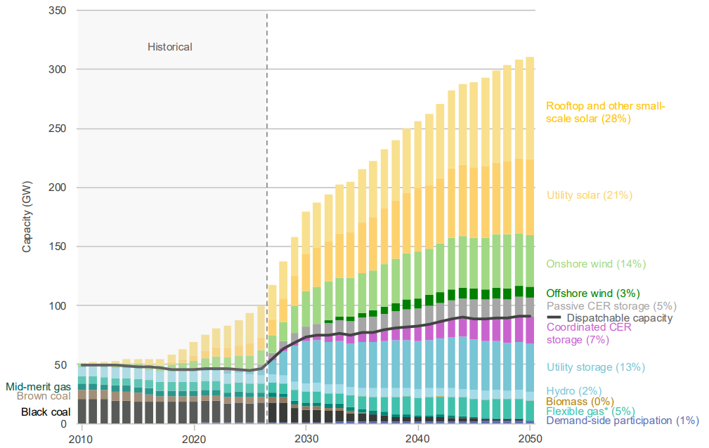 350
300
250
200
150
100
50
0
Capacity (GW)
Historical
Mid-merit gas
Brown coal
Black coal
2010
2020
2030
2040
2050
Rooftop and other small-
scale solar (28%)
Utility solar (21%)
Onshore wind (14%)
Offshore wind (3%)
Passive CER storage (5%)
Dispatchable capacity
Coordinated CER
storage (7%)
Utility storage (13%)
Hydro (2%)
Biomass (0%)
Flexible gas* (5%)
Demand-side participation (1%)